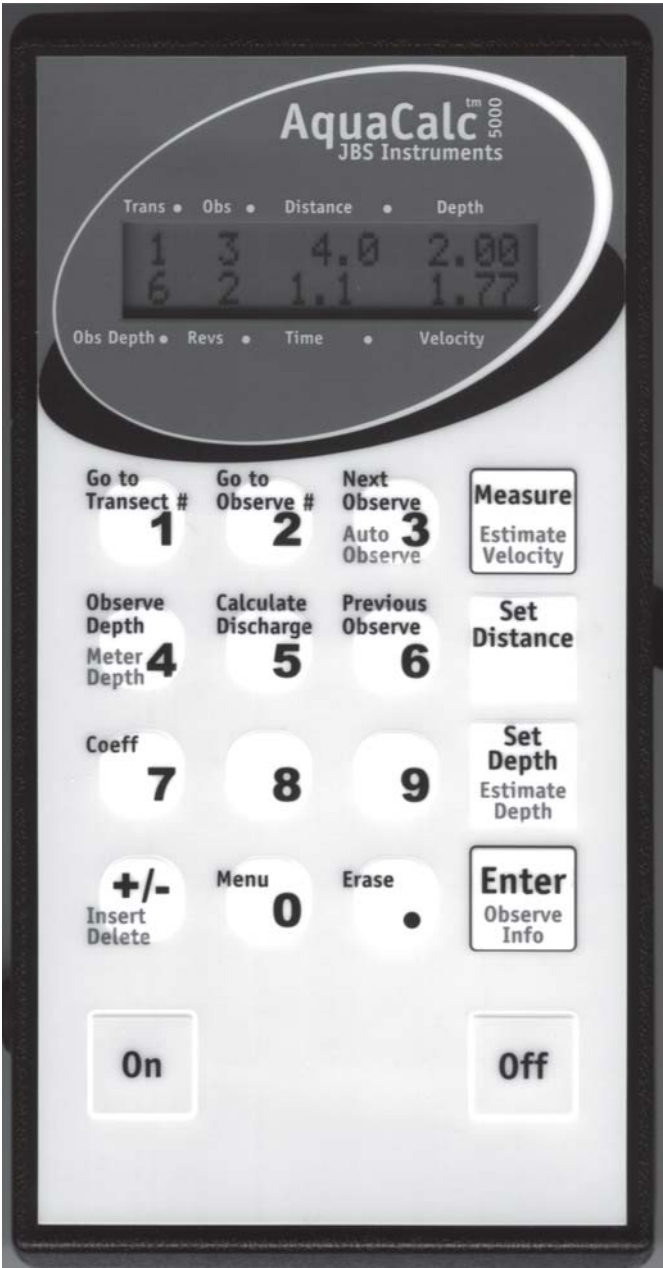 AquaCalc™ 5000
JBS Instruments
Trans • Obs • Distance • Depth
1 3 4.0 2.00
6 2 1.1 1.77
Obs Depth • Revs • Time • Velocity
Go to
Transect #
1
Go to
Observe #
2
Next
Observe
Auto
Observe
3
Measure
Estimate
Velocity
Observe
Depth
Meter
Depth
4
Calculate
Discharge
5
Previous
Observe
6
Set
Distance
Coeff
7
8
9
Set
Depth
Estimate
Depth
+/-
Insert
Delete
Menu
0
Erase
.
Enter
Observe
Info
On
Off